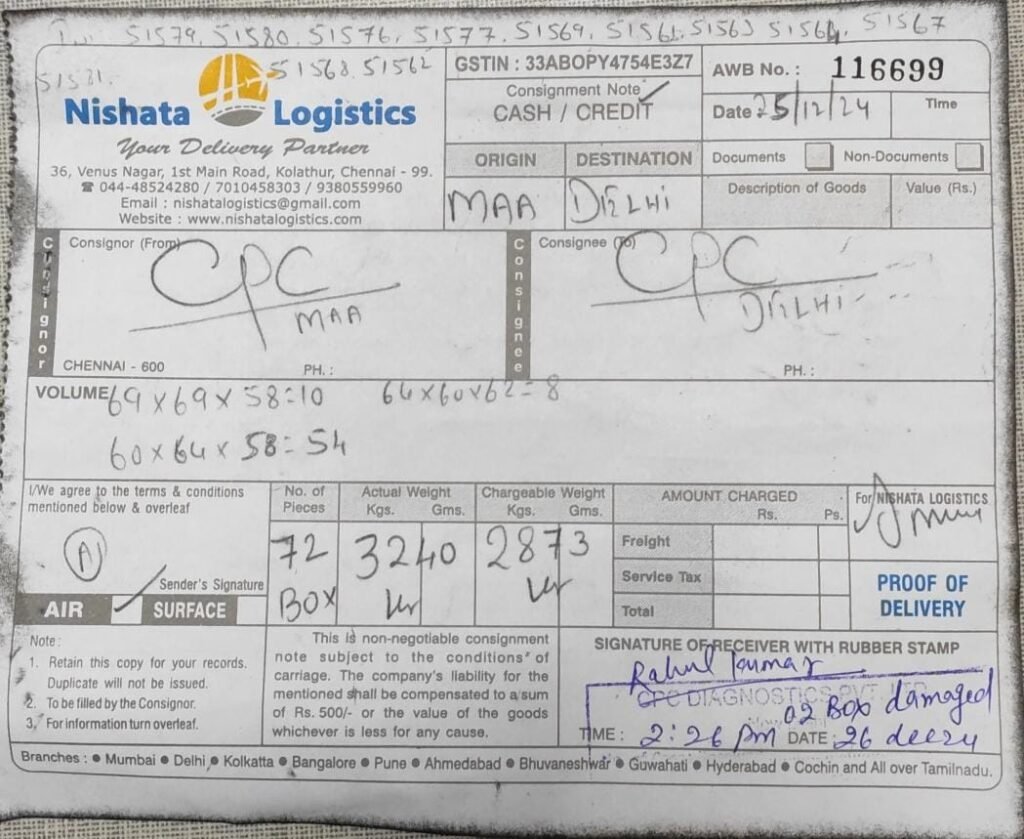 51579, 51580, 51576, 51577, 51569, 51561, 51563 51564, 51567
51581. 51568, 51562
Nishata Logistics
Your Delivery Partner
36, Venus Nagar, 1st Main Road, Kolathur, Chennai - 99.
☎ 044-48524280 / 7010458303 / 9380559960
Email : nishatalogistics@gmail.com
Website : www.nishatalogistics.com
GSTIN : 33ABOPY4754E3Z7
Consignment Note
CASH / CREDIT
AWB No. : 116699
Date 25/12/24 Time
ORIGIN DESTINATION
MAA DELHI
Documents Non-Documents
Description of Goods Value (Rs.)
Consignor
Consignor (From)
CPC
MAA
CHENNAI - 600 PH. :
Consignee
Consignee (To)
CPC
DELHI
PH. :
VOLUME 69 x 69 x 58 = 10 64x60x62 = 8
60 x 64 x 58 = 54
I/We agree to the terms & conditions
mentioned below & overleaf
Sender's Signature
AIR SURFACE
No. of Pieces
72
BOX
Actual Weight
Kgs. Gms.
3240
Chargeable Weight
Kgs. Gms.
2873
AMOUNT CHARGED
Rs. Ps.
Freight
Service Tax
Total
For NISHATA LOGISTICS
PROOF OF
DELIVERY
Note :
1. Retain this copy for your records.
Duplicate will not be issued.
2. To be filled by the Consignor.
3. For information turn overleaf.
This is non-negotiable consignment
note subject to the conditions of
carriage. The company's liability for the
mentioned shall be compensated to a sum
of Rs. 500/- or the value of the goods
whichever is less for any cause.
SIGNATURE OF RECEIVER WITH RUBBER STAMP
Rahul Kumar
CPC DIAGNOSTICS PVT. LTD
02 Box damaged
TIME : 2:26 pm DATE : 26 dec24
Branches : ● Mumbai ● Delhi ● Kolkatta ● Bangalore ● Pune ● Ahmedabad ● Bhuvaneshwar ● Guwahati ● Hyderabad ● Cochin and All over Tamilnadu.